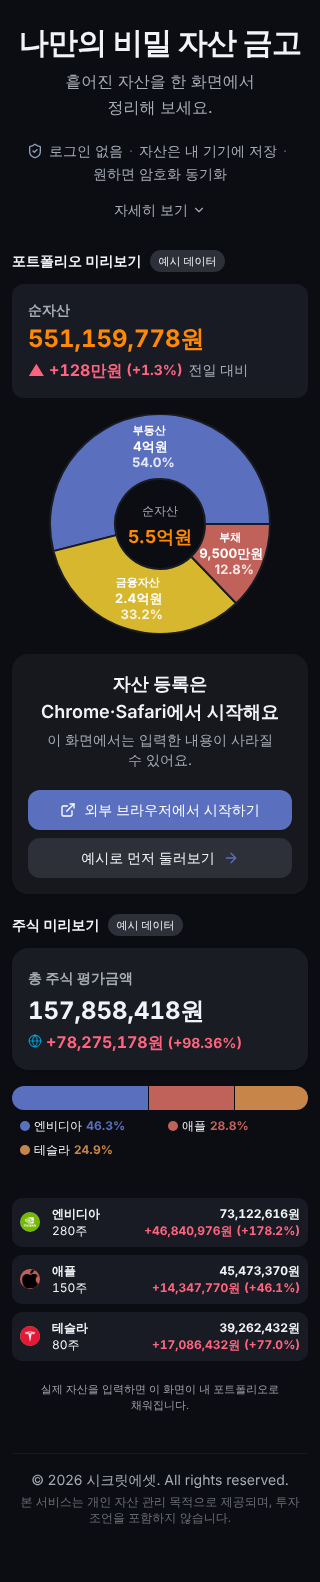 나만의 비밀 자산 금고
흩어진 자산을 한 화면에서
정리해 보세요.
로그인 없음 · 자산은 내 기기에 저장 ·
원하면 암호화 동기화
자세히 보기
포트폴리오 미리보기 예시 데이터
순자산
551,159,778원
▲ +128만원 (+1.3%) 전일 대비
부동산
4억원
54.0%
순자산
5.5억원
부채
9,500만원
12.8%
금융자산
2.4억원
33.2%
자산 등록은
Chrome·Safari에서 시작해요
이 화면에서는 입력한 내용이 사라질
수 있어요.
외부 브라우저에서 시작하기
예시로 먼저 둘러보기 →
주식 미리보기 예시 데이터
총 주식 평가금액
157,858,418원
+78,275,178원 (+98.36%)
엔비디아 46.3% 애플 28.8%
테슬라 24.9%
엔비디아 73,122,616원
280주 +46,840,976원 (+178.2%)
애플 45,473,370원
150주 +14,347,770원 (+46.1%)
테슬라 39,262,432원
80주 +17,086,432원 (+77.0%)
실제 자산을 입력하면 이 화면이 내 포트폴리오로
채워집니다.
© 2026 시크릿에셋. All rights reserved.
본 서비스는 개인 자산 관리 목적으로 제공되며, 투자
조언을 포함하지 않습니다.